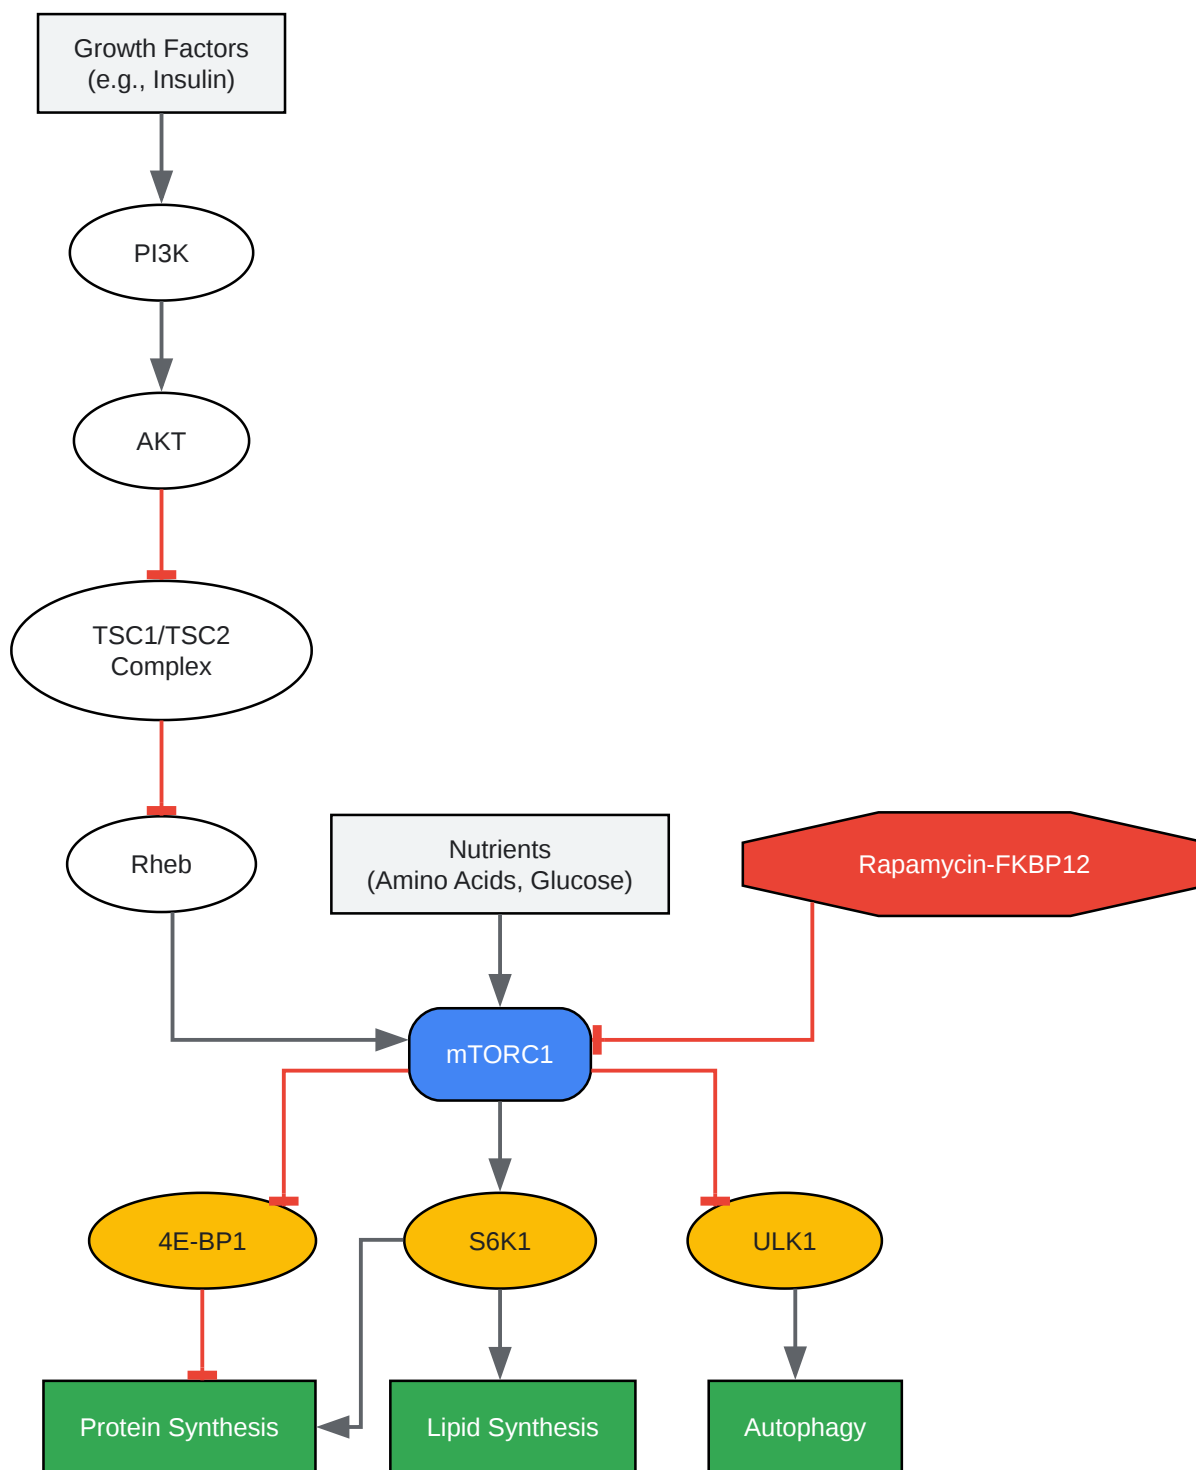 Growth Factors
(e.g., Insulin)
PI3K
AKT
TSC1/TSC2
Complex
Rheb
Nutrients
(Amino Acids, Glucose)
Rapamycin-FKBP12
mTORC1
4E-BP1
S6K1
ULK1
Protein Synthesis
Lipid Synthesis
Autophagy